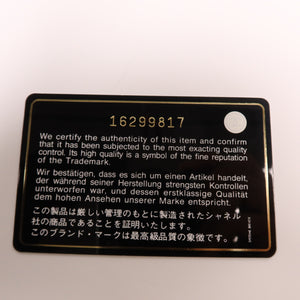 16299817
We certify the authenticity of this item and confirm
that it has been subjected to the most exacting quality
control. Its high quality is a symbol of the fine reputation
of the Trademark.
Wir bestätigen, dass es sich um einen Artikel handelt,
der während seiner Herstellung strengsten Kontrollen
unterworfen war, und dessen erstklassige Qualität
dem hohen Ansehen unserer Marke entspricht.
この製品は厳しい管理のもとに製造されたシャネル
社の商品であることを証明いたします。
このブランド・マークは最高級品質の象徴です。